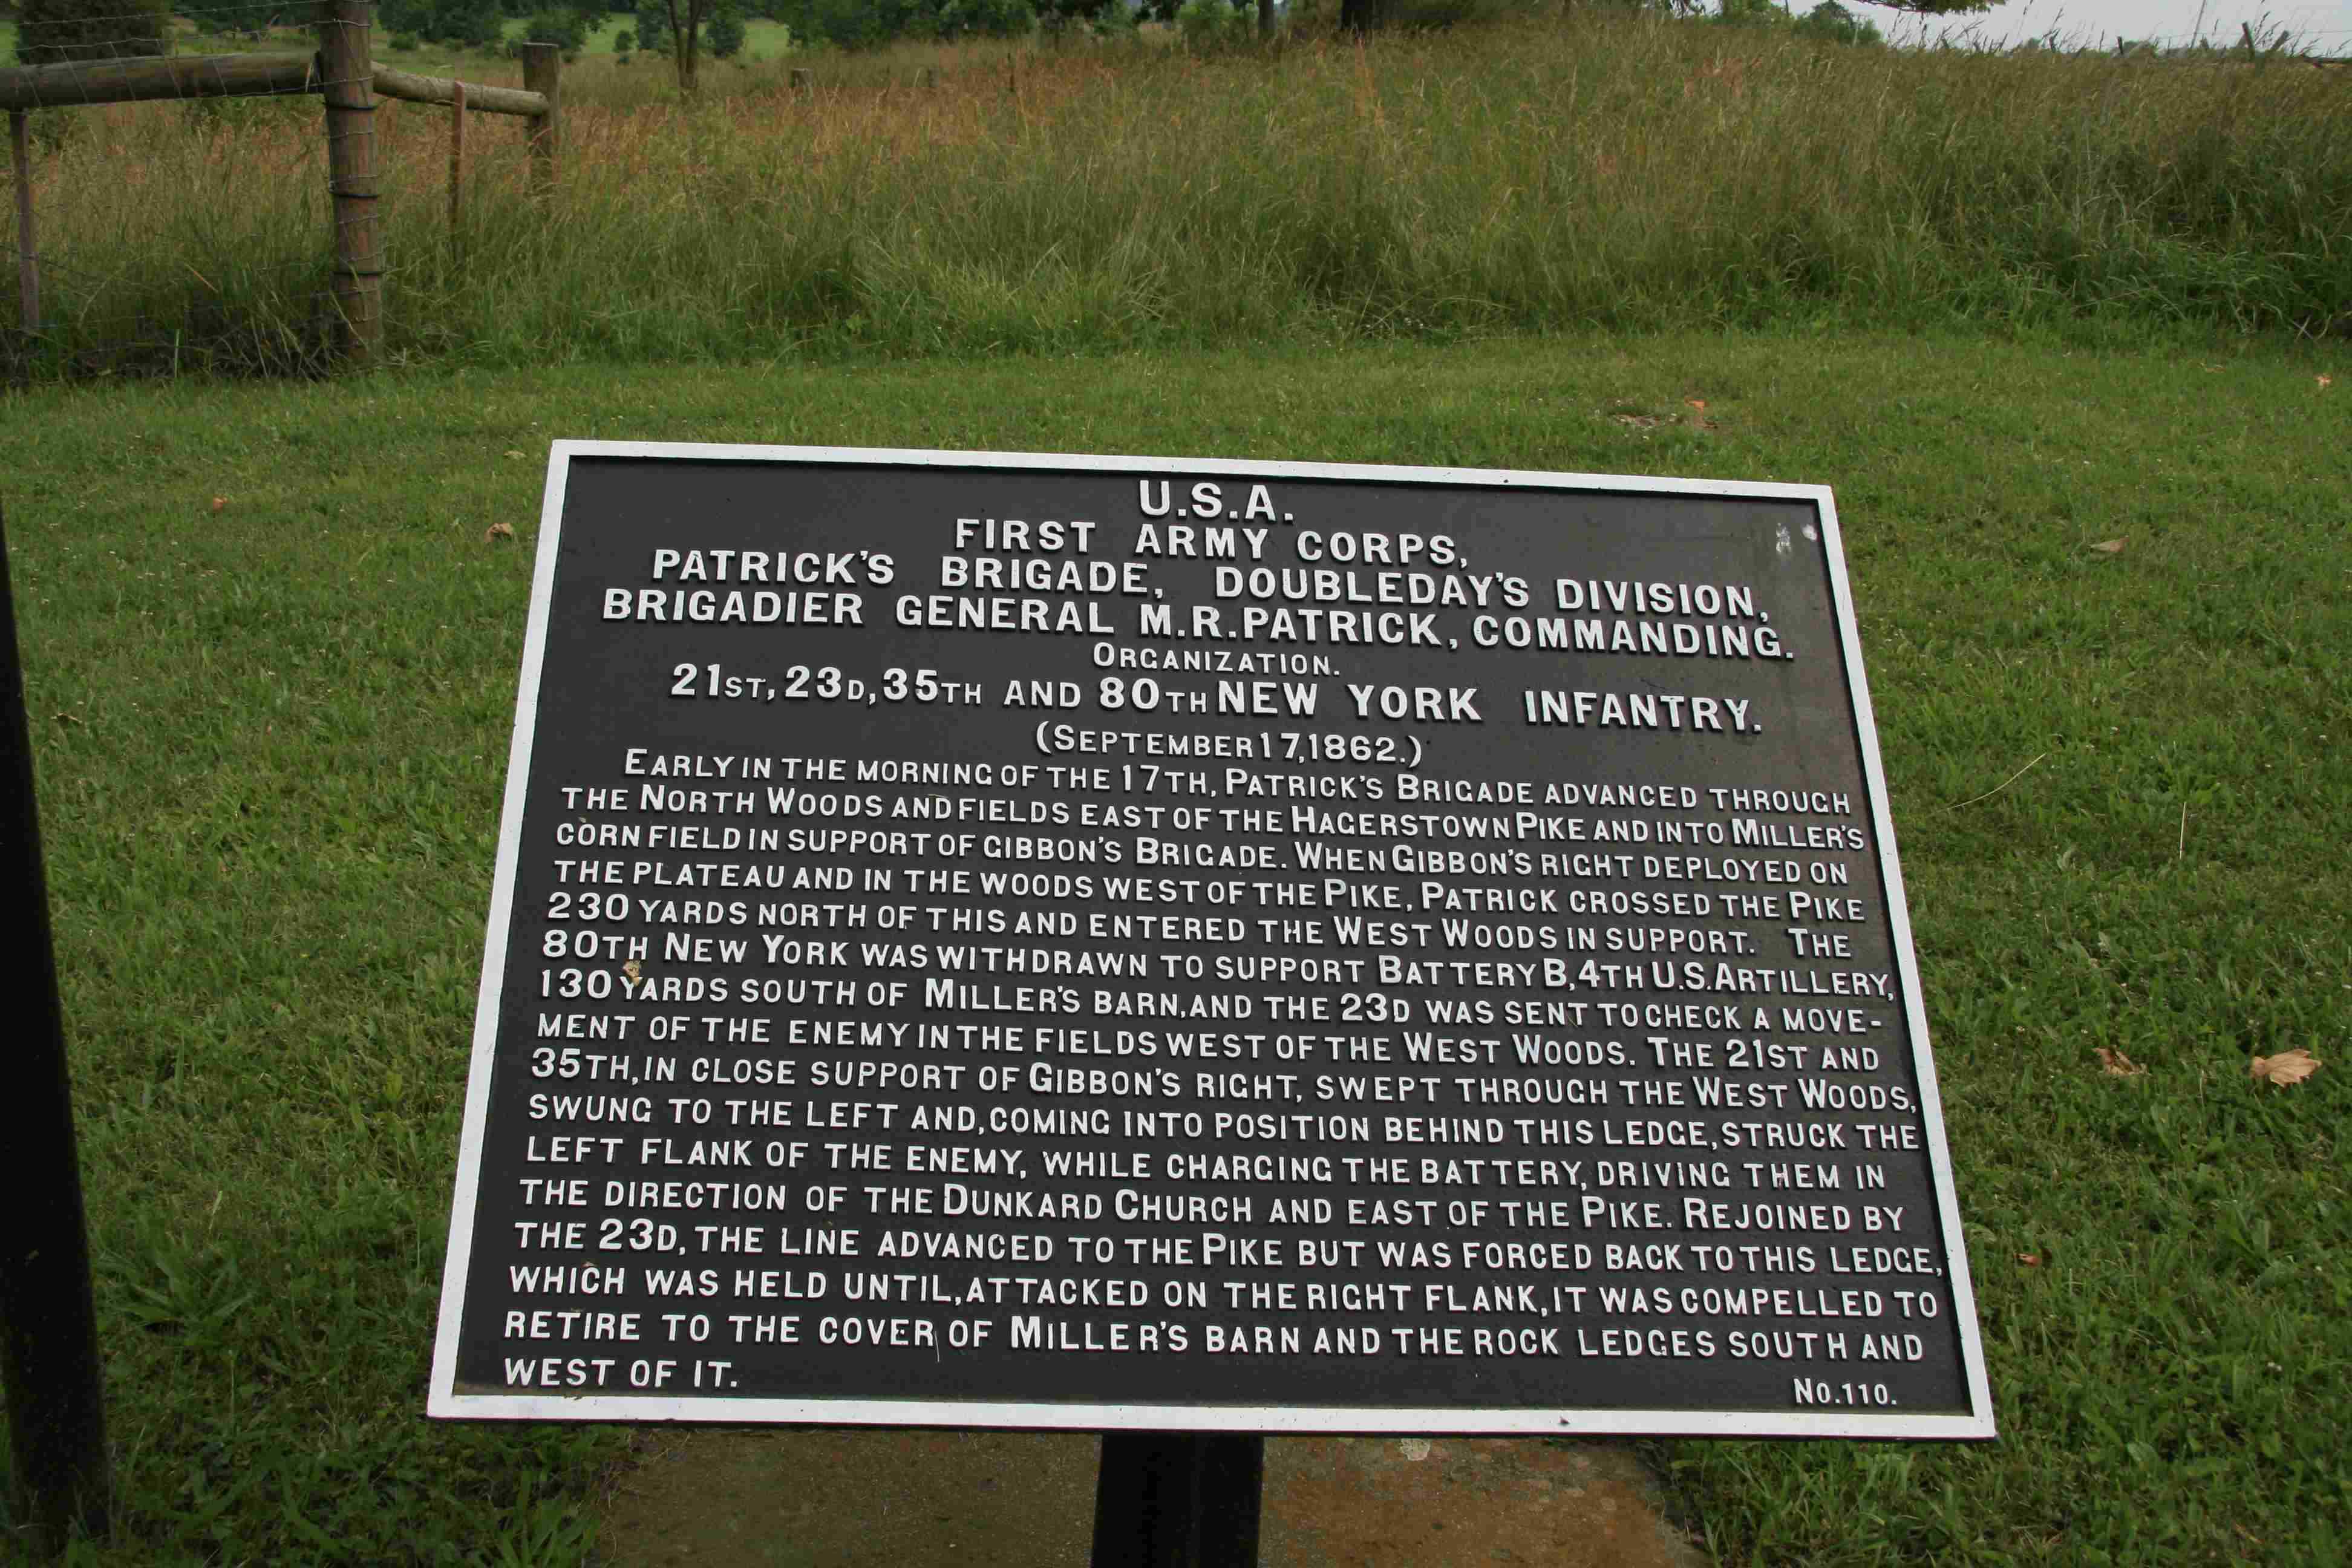 U.S.A.
FIRST ARMY CORPS,
PATRICK'S BRIGADE, DOUBLEDAY'S DIVISION,
BRIGADIER GENERAL M.R.PATRICK, COMMANDING.
ORGANIZATION.
21ST, 23D, 35TH AND 80TH NEW YORK INFANTRY.
(SEPTEMBER 17, 1862.)
EARLY IN THE MORNING OF THE 17TH, PATRICK'S BRIGADE ADVANCED THROUGH
THE NORTH WOODS AND FIELDS EAST OF THE HAGERSTOWN PIKE AND INTO MILLER'S
CORN FIELD IN SUPPORT OF GIBBON'S BRIGADE. WHEN GIBBON'S RIGHT DEPLOYED ON
THE PLATEAU AND IN THE WOODS WEST OF THE PIKE, PATRICK CROSSED THE PIKE
230 YARDS NORTH OF THIS AND ENTERED THE WEST WOODS IN SUPPORT. THE
80TH NEW YORK WAS WITHDRAWN TO SUPPORT BATTERY B, 4TH U.S. ARTILLERY,
130 YARDS SOUTH OF MILLER'S BARN, AND THE 23D WAS SENT TO CHECK A MOVE-
MENT OF THE ENEMY IN THE FIELDS WEST OF THE WEST WOODS. THE 21ST AND
35TH, IN CLOSE SUPPORT OF GIBBON'S RIGHT, SWEPT THROUGH THE WEST WOODS,
SWUNG TO THE LEFT AND, COMING INTO POSITION BEHIND THIS LEDGE, STRUCK THE
LEFT FLANK OF THE ENEMY, WHILE CHARGING THE BATTERY, DRIVING THEM IN
THE DIRECTION OF THE DUNKARD CHURCH AND EAST OF THE PIKE. REJOINED BY
THE 23D, THE LINE ADVANCED TO THE PIKE BUT WAS FORCED BACK TO THIS LEDGE,
WHICH WAS HELD UNTIL, ATTACKED ON THE RIGHT FLANK, IT WAS COMPELLED TO
RETIRE TO THE COVER OF MILLER'S BARN AND THE ROCK LEDGES SOUTH AND
WEST OF IT.
NO.110.